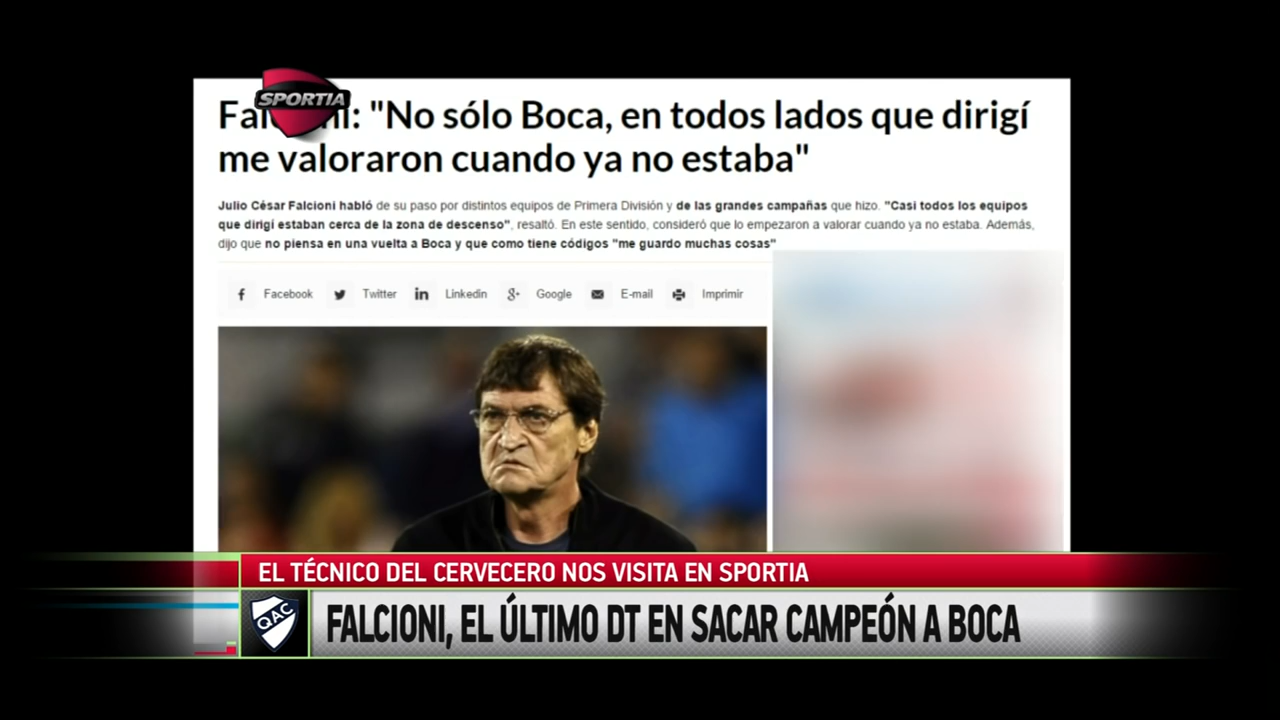 SPORTIA
Falcioni: "No sólo Boca, en todos lados que dirigí
me valoraron cuando ya no estaba"
Julio César Falcioni habló de su paso por distintos equipos de Primera División y de las grandes campañas que hizo. "Casi todos los equipos
que dirigí estaban cerca de la zona de descenso", resaltó. En este sentido, consideró que lo empezaron a valorar cuando ya no estaba. Además,
dijo que no piensa en una vuelta a Boca y que como tiene códigos "me guardo muchas cosas"
Facebook Twitter Linkedin Google E-mail Imprimir
EL TÉCNICO DEL CERVECERO NOS VISITA EN SPORTIA
QAC
FALCIONI, EL ÚLTIMO DT EN SACAR CAMPEÓN A BOCA